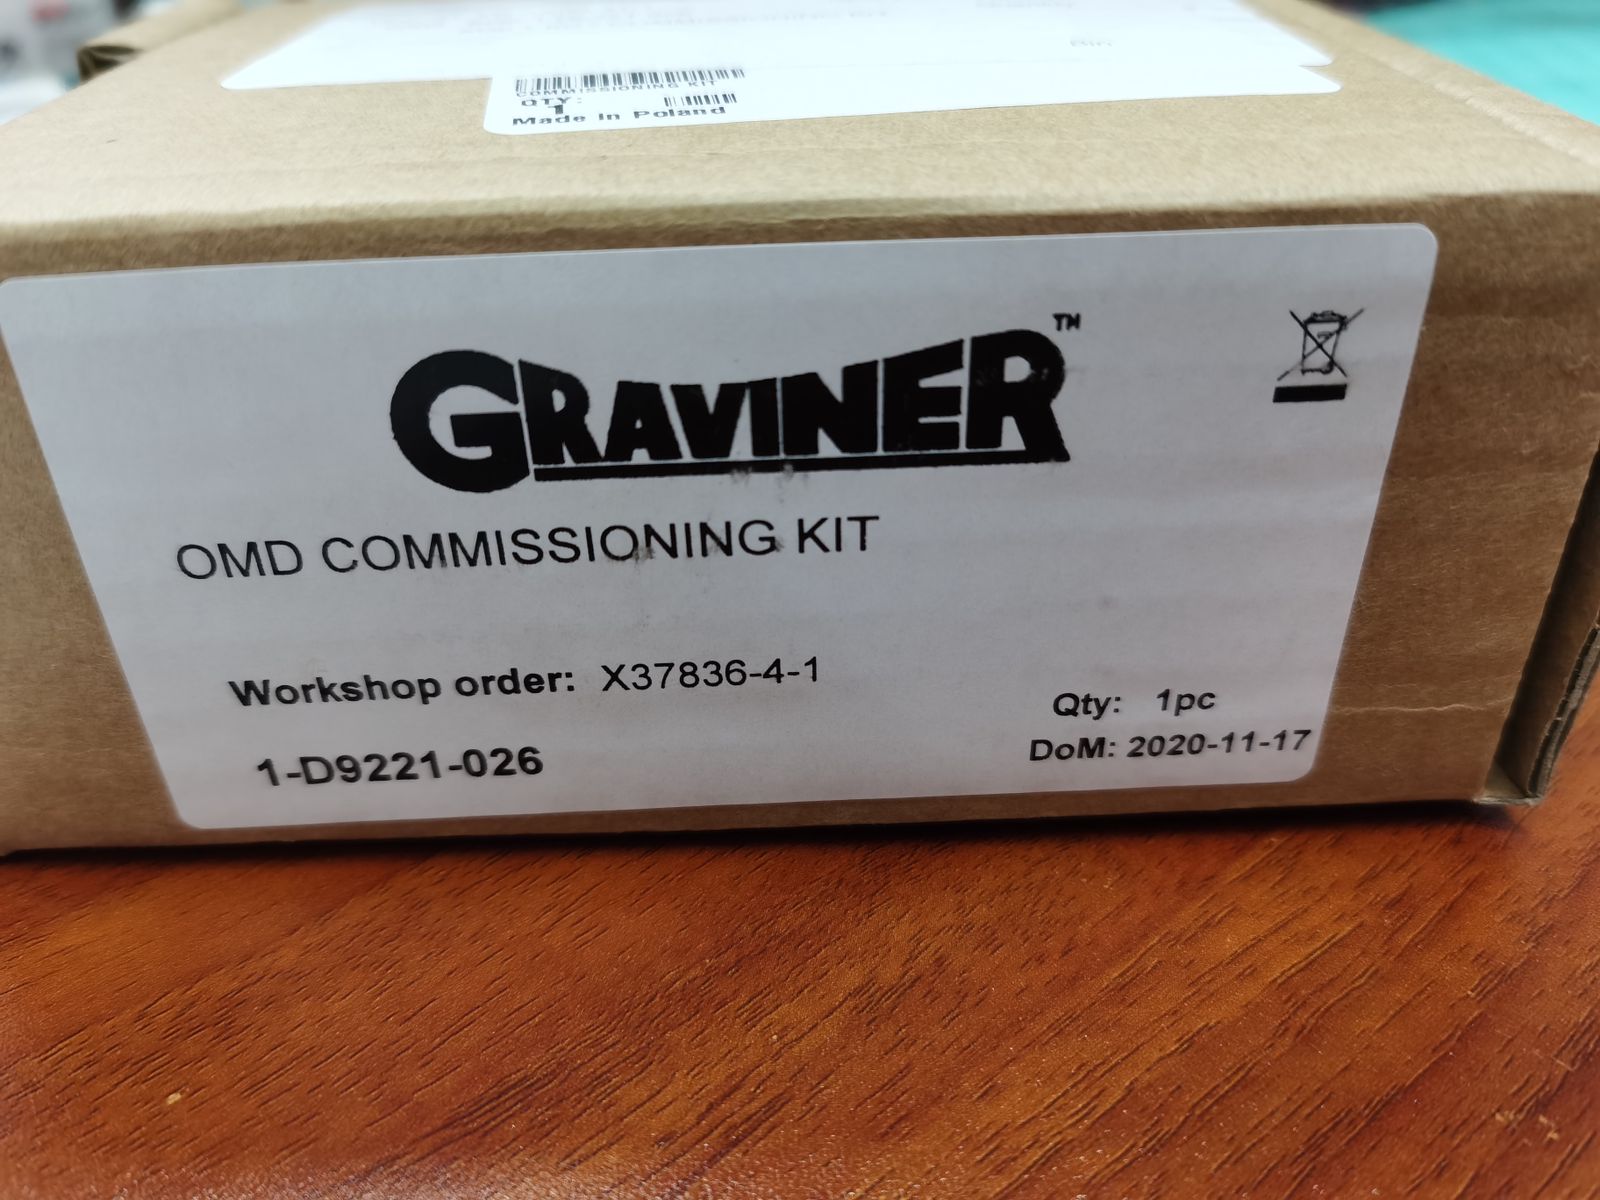 COMMISSIONING KIT
QTY:
1
Made in Poland
GRAVINER™
OMD COMMISSIONING KIT
Workshop order: X37836-4-1
1-D9221-026
Qty: 1pc
DoM: 2020-11-17